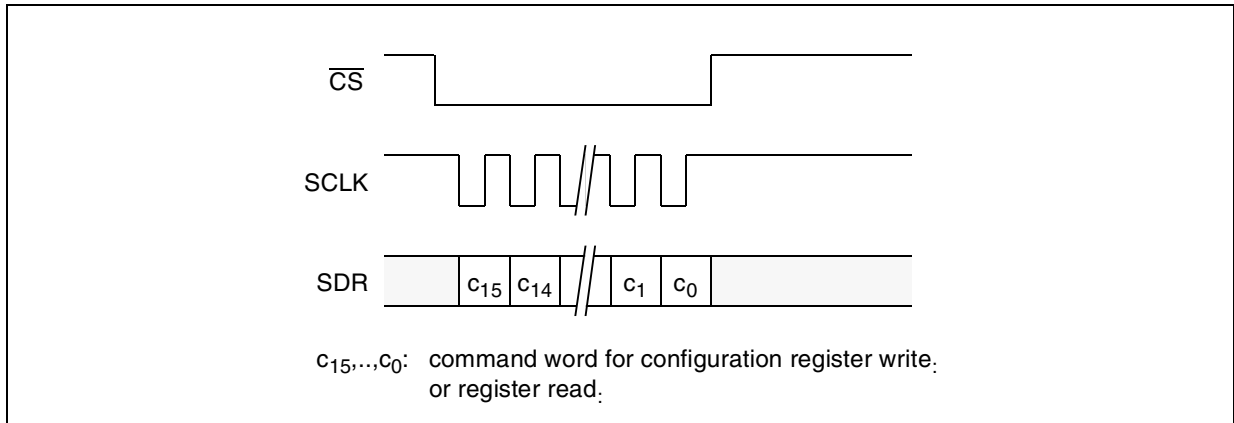 CS
SCLK
SDR c15 c14 c1 c0
c15,..,c0: command word for configuration register write.
or register read.